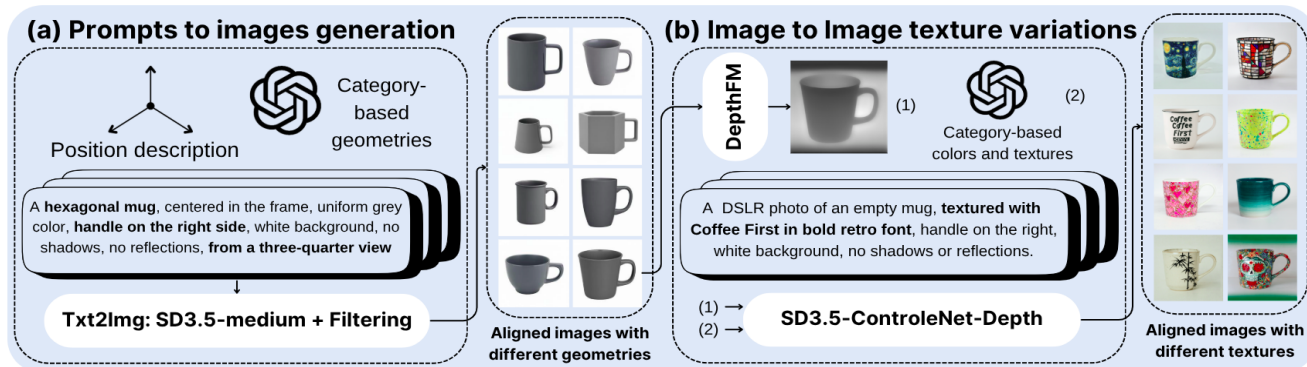 (a) Prompts to images generation
Position description
Category-
based
geometries
A hexagonal mug, centered in the frame, uniform grey
color, handle on the right side, white background, no
shadows, no reflections, from a three-quarter view
Txt2Img: SD3.5-medium + Filtering
Aligned images with
different geometries
(b) Image to Image texture variations
DepthFM
(1)
(2)
Category-based
colors and textures
A DSLR photo of an empty mug, textured with
Coffee First in bold retro font, handle on the right,
white background, no shadows or reflections.
(1)
(2)
SD3.5-ControleNet-Depth
Coffee
Coffee
First
Aligned images with
different textures